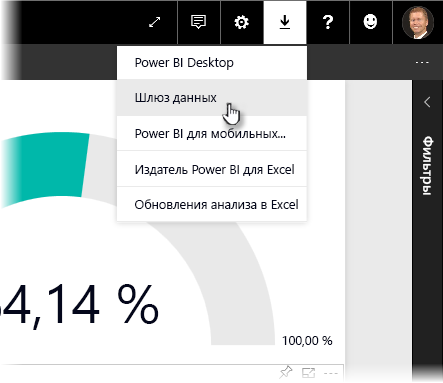 Power BI Desktop
Шлюз данных
Power BI для мобильных...
Издатель Power BI для Excel
Обновления анализа в Excel
Фильтры
4,14 %
100,00 %